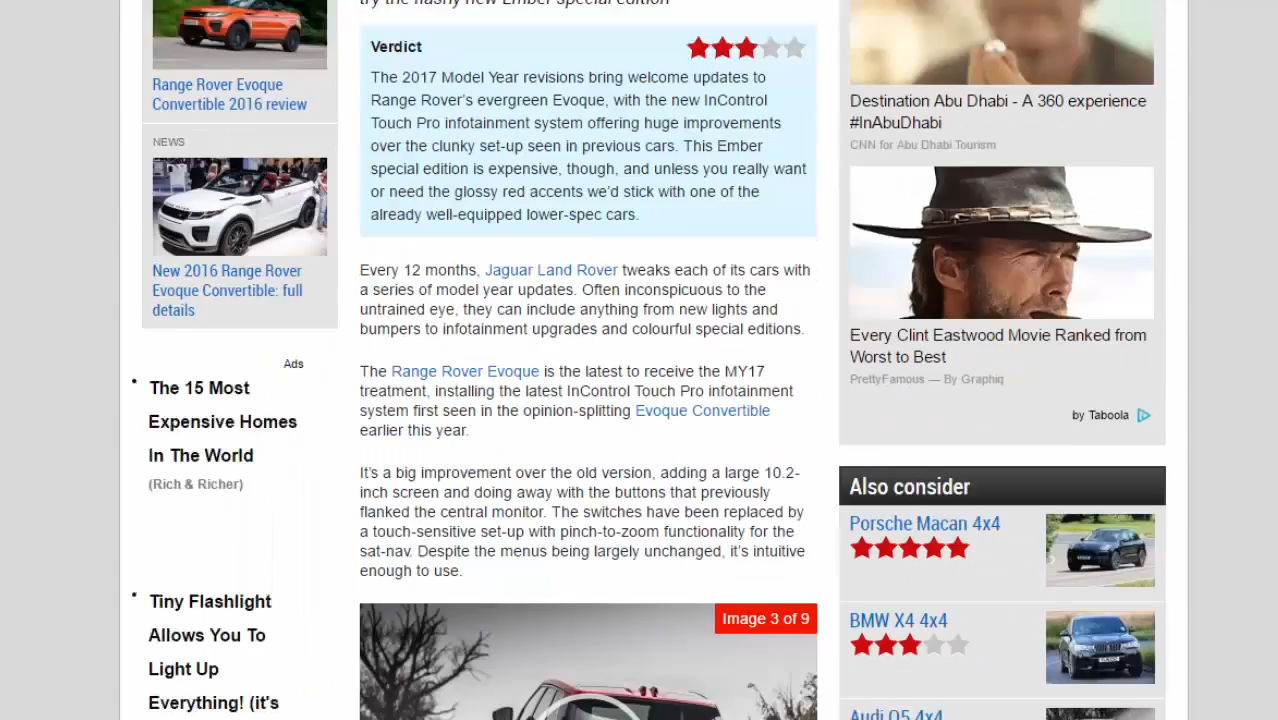 try the flashy new Ember special edition
Range Rover Evoque
Convertible 2016 review
NEWS
New 2016 Range Rover
Evoque Convertible: full
details
Ads
• The 15 Most
Expensive Homes
In The World
(Rich & Richer)
• Tiny Flashlight
Allows You To
Light Up
Everything! (it's
Verdict
The 2017 Model Year revisions bring welcome updates to
Range Rover’s evergreen Evoque, with the new InControl
Touch Pro infotainment system offering huge improvements
over the clunky set-up seen in previous cars. This Ember
special edition is expensive, though, and unless you really want
or need the glossy red accents we’d stick with one of the
already well-equipped lower-spec cars.
Every 12 months, Jaguar Land Rover tweaks each of its cars with
a series of model year updates. Often inconspicuous to the
untrained eye, they can include anything from new lights and
bumpers to infotainment upgrades and colourful special editions.
The Range Rover Evoque is the latest to receive the MY17
treatment, installing the latest InControl Touch Pro infotainment
system first seen in the opinion-splitting Evoque Convertible
earlier this year.
It’s a big improvement over the old version, adding a large 10.2-
inch screen and doing away with the buttons that previously
flanked the central monitor. The switches have been replaced by
a touch-sensitive set-up with pinch-to-zoom functionality for the
sat-nav. Despite the menus being largely unchanged, it’s intuitive
enough to use.
Image 3 of 9
Destination Abu Dhabi - A 360 experience
#InAbuDhabi
CNN for Abu Dhabi Tourism
Every Clint Eastwood Movie Ranked from
Worst to Best
PrettyFamous — By Graphiq
by Taboola
Also consider
Porsche Macan 4x4
BMW X4 4x4
Audi Q5 4x4